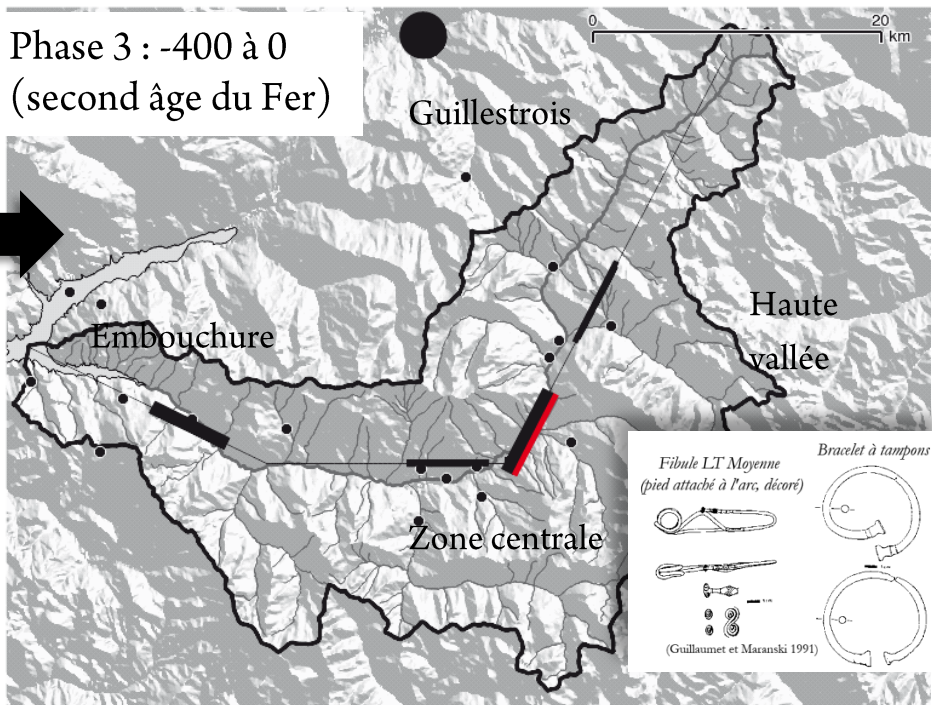 Phase 3 : -400 à 0
(second âge du Fer)
0
20
km
Guillestrois
Haute
vallée
Embouchure
Zone centrale
Fibule LT Moyenne
(pied attaché à l'arc, décoré)
Bracelet à tampons
(Guillaumet et Maranski 1991)